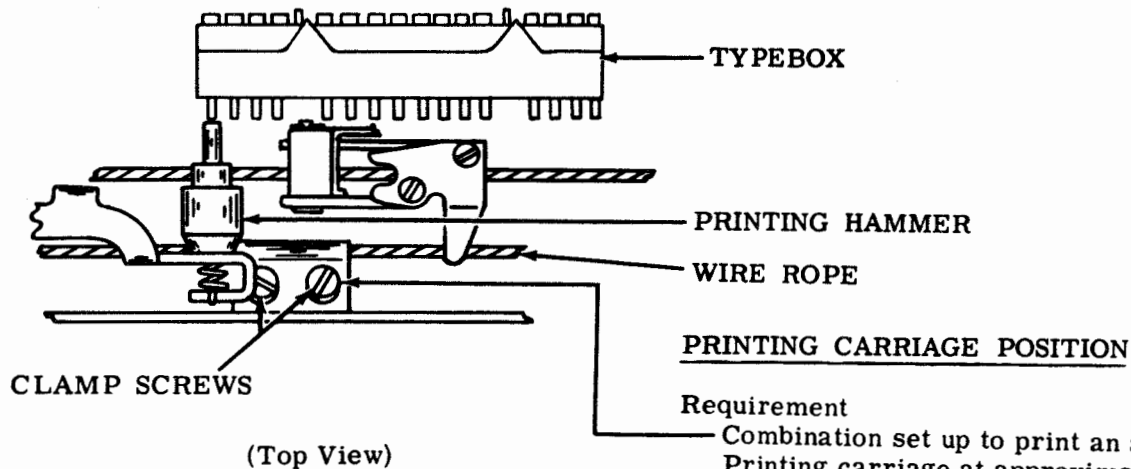 TYPEBOX
PRINTING HAMMER
WIRE ROPE
PRINTING CARRIAGE POSITION
CLAMP SCREWS
Requirement
Combination set up to print an
(Top View)
Printing carriage at